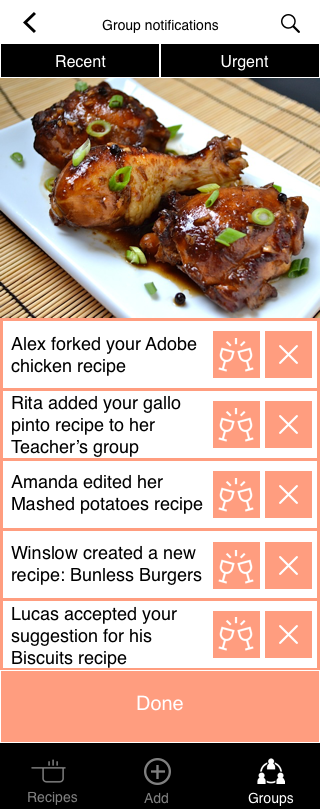 Group notifications
Recent
Urgent
Alex forked your Adobe
chicken recipe
Rita added your gallo
pinto recipe to her
Teacher’s group
Amanda edited her
Mashed potatoes recipe
Winslow created a new
recipe: Bunless Burgers
Lucas accepted your
suggestion for his
Biscuits recipe
Done
Recipes
Add
Groups